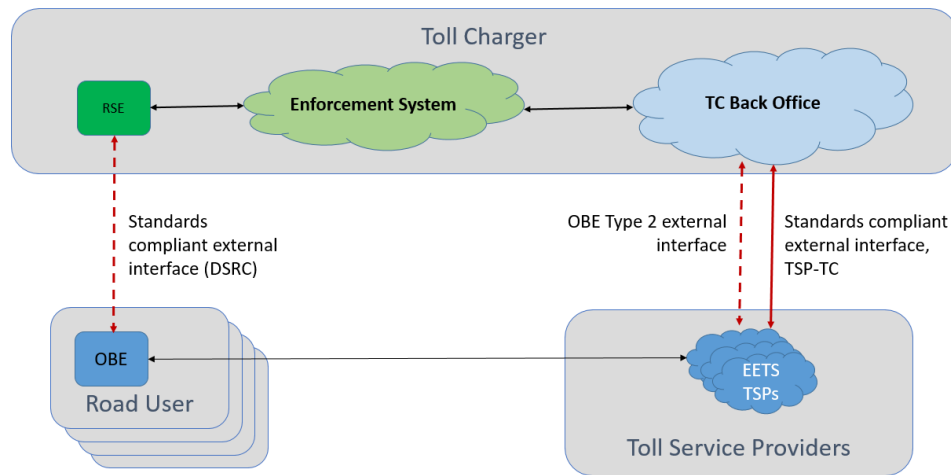 Toll Charger
RSE
Enforcement System
TC Back Office
Standards
compliant external
interface (DSRC)
OBE Type 2 external
interface
Standards compliant
external interface,
TSP-TC
OBE
Road User
EETS
TSPs
Toll Service Providers